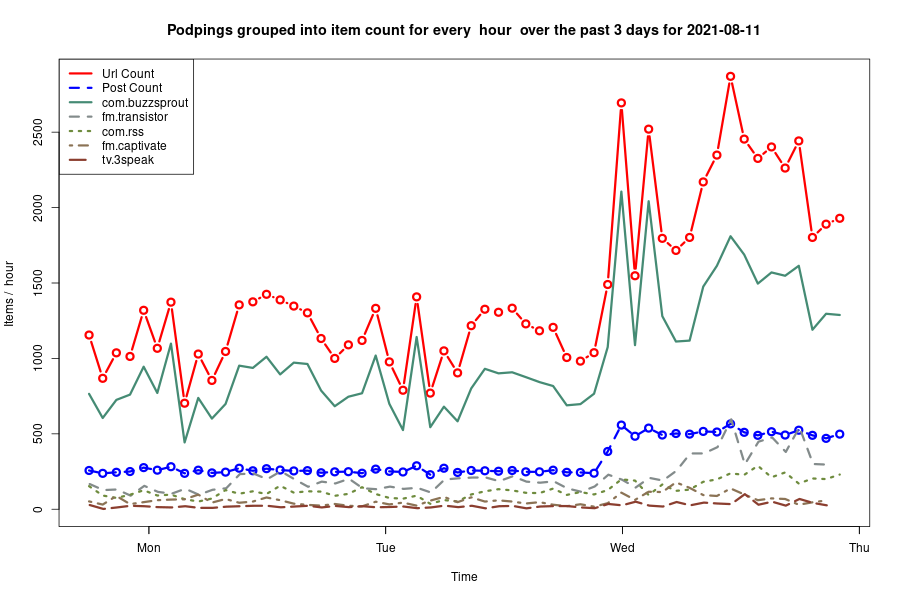 Podpings grouped into item count for every  hour  over the past 3 days for 2021-08-11
Url Count
Post Count
com.buzzsprout
fm.transistor
com.rss
fm.captivate
tv.3speak
Items / hour
2500
2000
1500
1000
500
0
Mon
Tue
Wed
Thu
Time